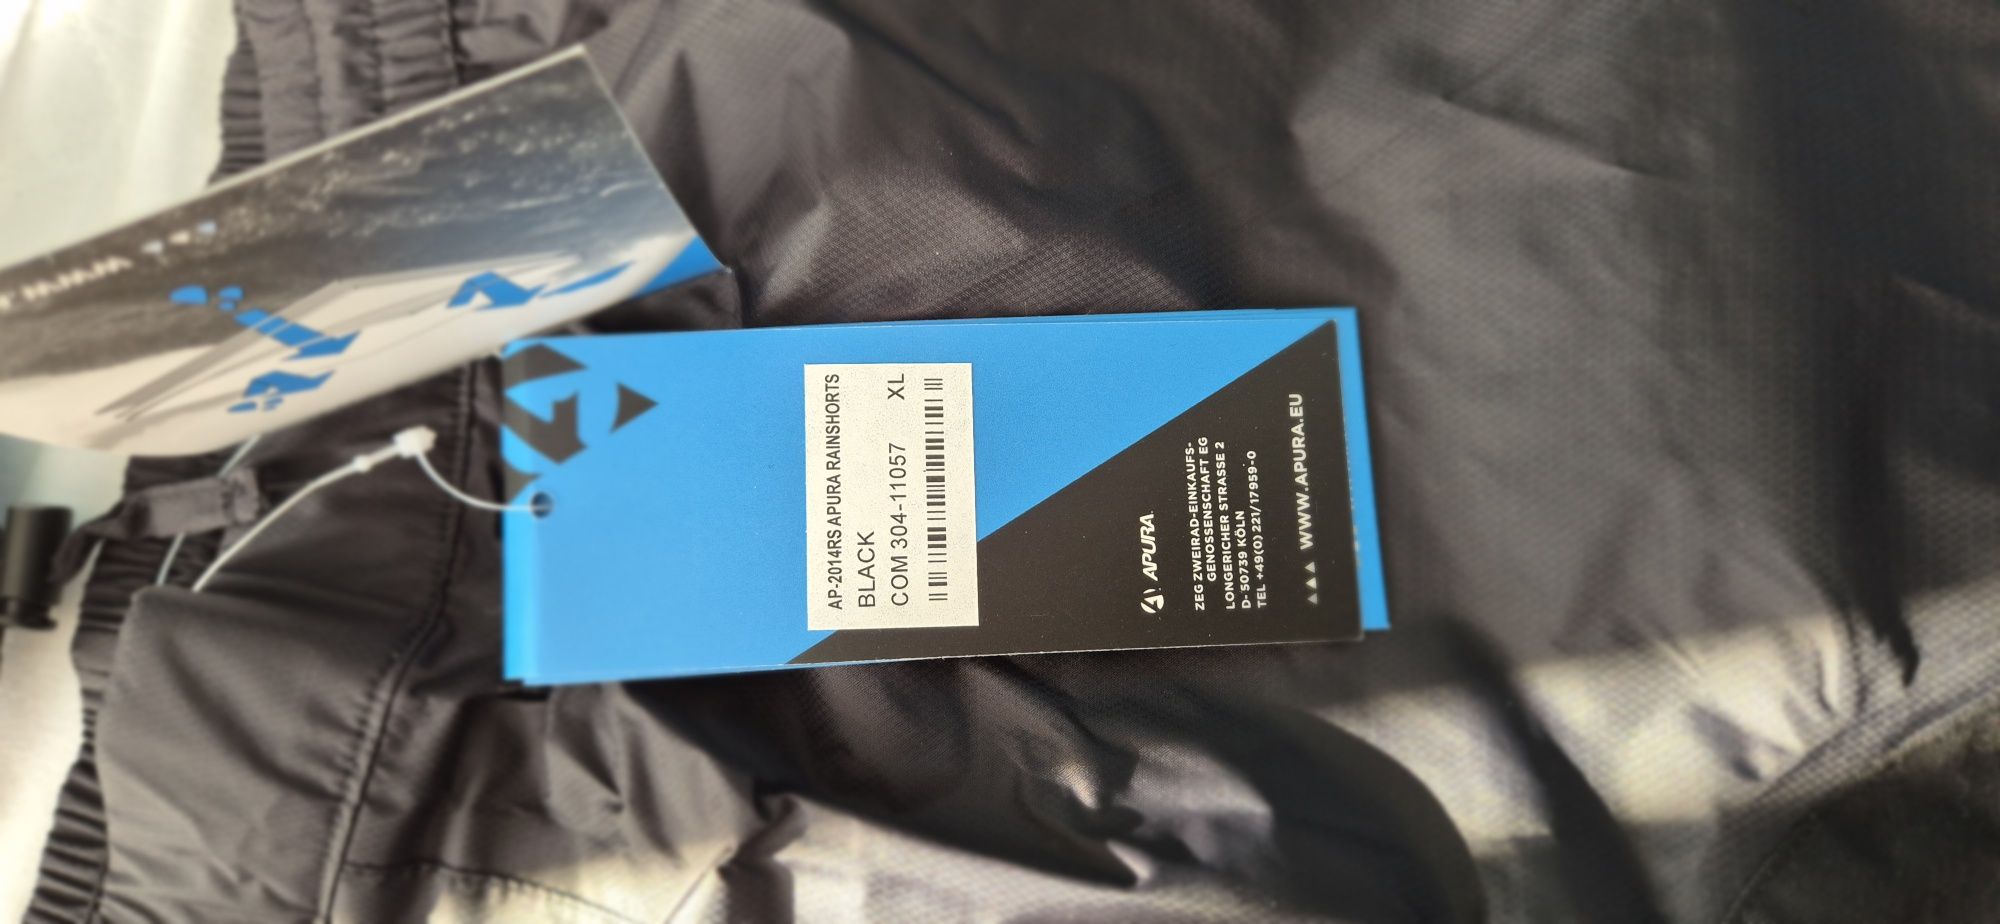 AP-2014RS APURA RAINSHORTS
BLACK
COM 304-11057 XL
APURA
ZEG ZWEIRAD-EINKAUFS-
GENOSSENSCHAFT EG
LONGERICHER STRASSE 2
D- 50739 KÖLN
TEL +49(0) 221/17959-0
▲▲▲ WWW.APURA.EU